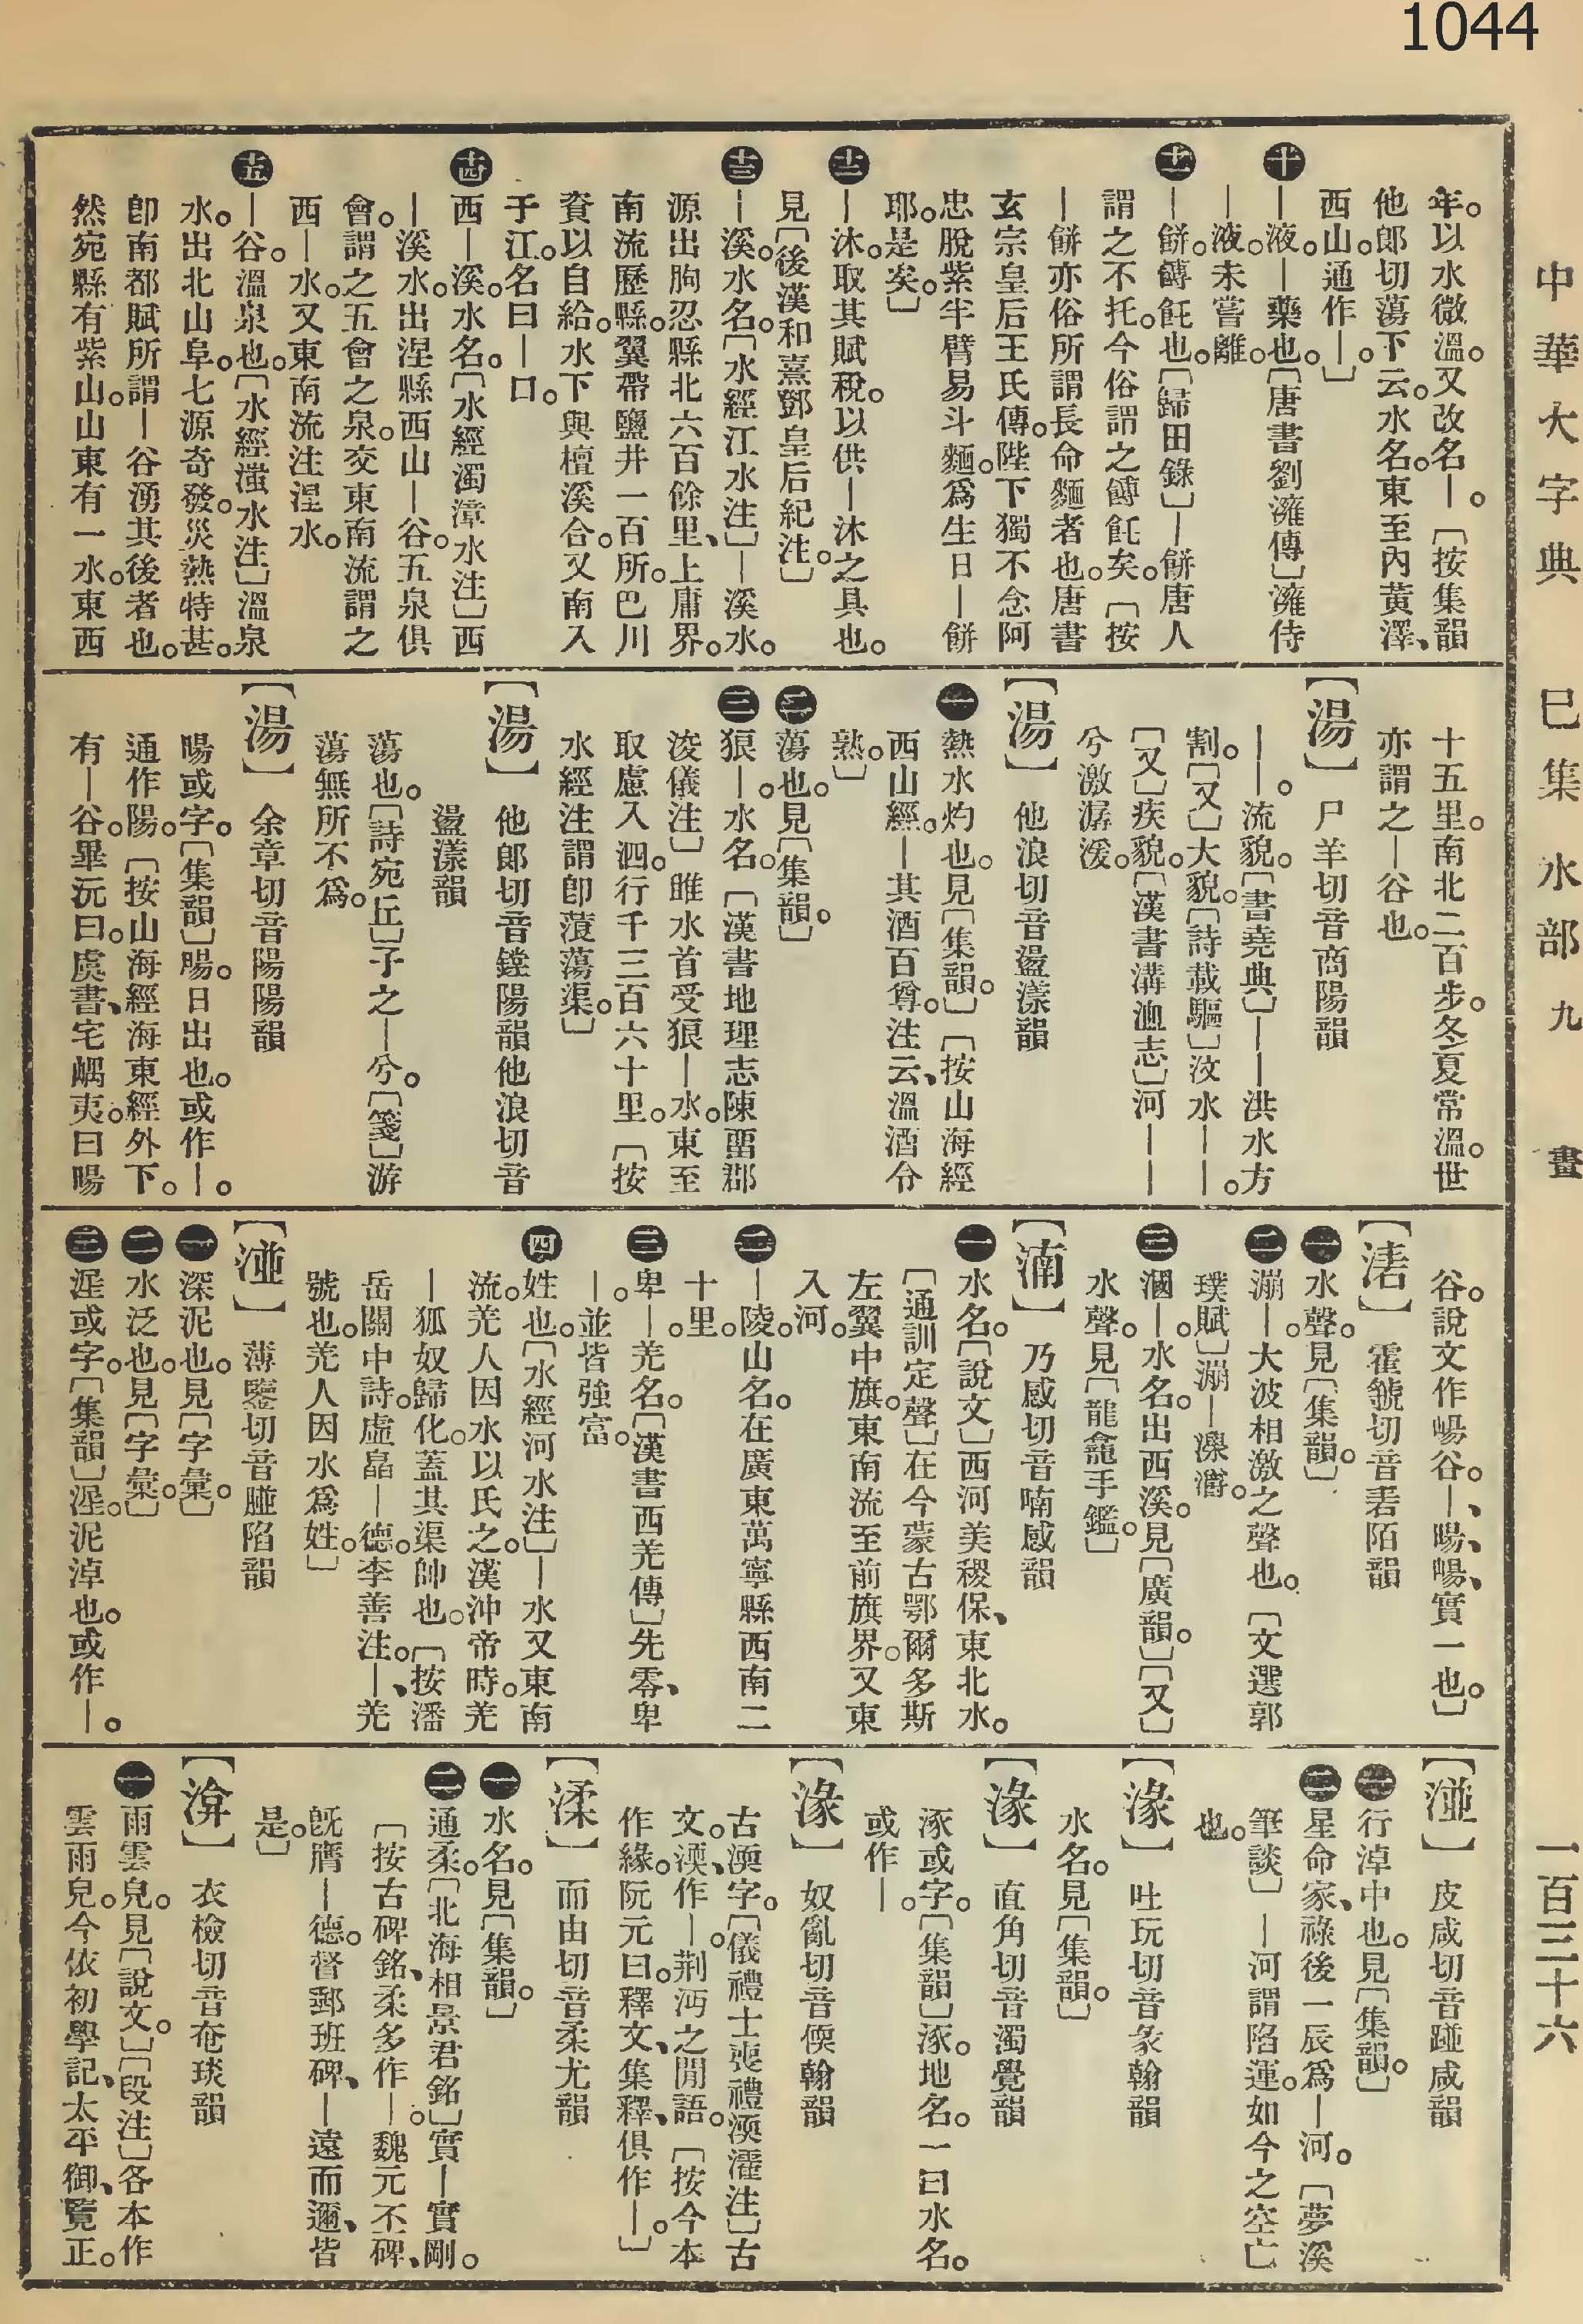 1044
中華大字典 巳集 水部 九畫 一百三十六
年。以水微溫。又改名—。〔按集韻
他郎切蕩下云。水名。東至內黃澤、
西山。通作—。〕
十 —液。—藥也。〔唐書劉瀍傳〕瀍侍
—液。未嘗離。
十一 —餅。餺飥也。〔歸田錄〕—餅唐人
謂之不托。今俗謂之餺飥矣。〔按
—餅亦俗所謂長命麵者也。唐書
玄宗皇后王氏傳。陛下獨不念阿
忠脫紫半臂易斗麵。爲生日—餅
耶。是矣。〕
十二 —沐。取其賦稅。以供—沐之具也。
見〔後漢和熹鄧皇后紀注。〕
十三 —溪。水名。〔水經江水注〕—溪水。
源出朐忍縣北六百餘里、上庸界。
南流歷縣。翼帶鹽井一百所。巴川
資以自給。水下與檀溪合。又南入
于江。名曰—口。
十四 西—溪。水名。〔水經濁漳水注〕西
—溪水。出涅縣西山—谷。五泉俱
會。謂之五會之泉。交東南流謂之
西—水。又東南流注涅水。
十五 —谷。溫泉也。〔水經滍水注〕溫泉
水。出北山阜。七源奇發。災熱特甚。
卽南都賦所謂—谷湧其後者也。
然宛縣有紫山。山東有一水。東西
十五里。南北二百步。冬夏常溫。世
亦謂之—谷也。
〔湯〕 尸羊切音商陽韻
——。流貌。〔書堯典〕——洪水方
割。〔又〕大貌。〔詩載驅〕汶水——。
〔又〕疾貌。〔漢書溝洫志〕河——
兮激潺湲。
〔湯〕 他浪切音盪漾韻
一 熱水灼也。見〔集韻。〕〔按山海經
西山經。—其酒百尊。注云、溫酒令
熟。〕
二 蕩也。見〔集韻。〕
三 狼—。水名。〔漢書地理志陳畱郡
浚儀注〕睢水首受狼—水。東至
取慮入泗。行千三百六十里。〔按
水經注謂卽蒗蕩渠。〕
〔湯〕 他郎切音鏜陽韻他浪切音
盪漾韻
蕩也。〔詩宛丘〕子之—兮。〔箋〕游
蕩無所不爲。
〔湯〕 余章切音陽陽韻
暘或字。〔集韻〕暘。日出也。或作—。
通作陽。〔按山海經海東經外下。
有—谷。畢沅曰。虞書、宅嵎夷。曰暘
谷。說文作崵谷。—、暘、崵、實一也。〕
〔湱〕 霍虢切音砉陌韻
一 水聲。見〔集韻。〕
二 漰—。大波相激之聲也。〔文選郭
璞賦〕漰—澩灂。
三 漍—。水名。出西溪。見〔廣韻。〕〔又〕
水聲。見〔龍龕手鑑。〕
〔湳〕 乃感切音喃感韻
一 水名。〔說文〕西河美稷保、東北水。
〔通訓定聲〕在今蒙古鄂爾多斯
左翼中旗。東南流至前旗界。又東
入河。
二 —陵。山名。在廣東萬寧縣西南二
十里。
三 卑—。羌名。〔漢書西羌傳〕先零、卑
—。並皆強富。
四 姓也。〔水經河水注〕—水又東南
流。羌人因水以氏之。漢沖帝時。羌
—狐奴歸化。蓋其渠帥也。〔按潘
岳關中詩。虛皛—德。李善注。—、羌
號也。羌人因水爲姓。〕
〔湴〕 薄鑒切音䟺陷韻
一 深泥也。見〔字彙。〕
二 水泛也。見〔字彙。〕
三 埿或字。〔集韻〕埿。泥淖也。或作—。
〔湴〕 皮咸切音踫咸韻
一 行淖中也。見〔集韻。〕
二 星命家、祿後一辰爲—河。〔夢溪
筆談〕—河謂陷運。如今之空亡
也。
〔湪〕 吐玩切音彖翰韻
水名。見〔集韻。〕
〔湪〕 直角切音濁覺韻
涿或字。〔集韻〕涿。地名。一曰水名。
或作—。
〔湪〕 奴亂切音偄翰韻
古渜字。〔儀禮士喪禮渜濯注〕古
文。渜、作—。荆沔之閒語。〔按今本
作緣。阮元曰。釋文、集釋、俱作—。〕
〔渘〕 而由切音柔尤韻
一 水名。見〔集韻。〕
二 通柔。〔北海相景君銘〕實—實剛。
〔按古碑銘、柔多作—。魏元丕碑、
旣膺—德。督郵班碑、—遠而邇、皆
是。〕
〔渰〕 衣檢切音奄琰韻
一 雨雲皃。見〔說文。〕〔段注〕各本作
雲雨皃。今依初學記、太平御、覽正。